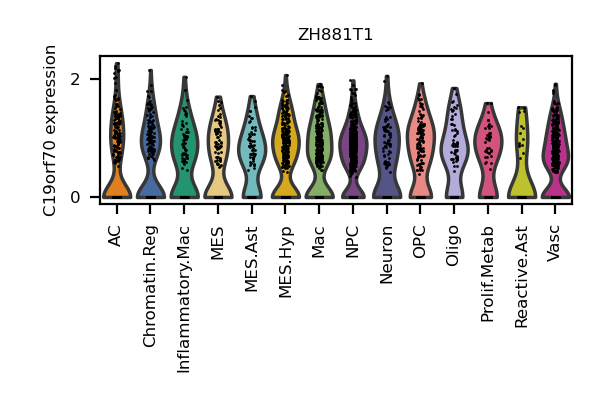 ZH881T1
C19orf70 expression
2
0
AC
Chromatin.Reg
Inflammatory.Mac
MES
MES.Ast
MES.Hyp
Mac
NPC
Neuron
OPC
Oligo
Prolif.Metab
Reactive.Ast
Vasc